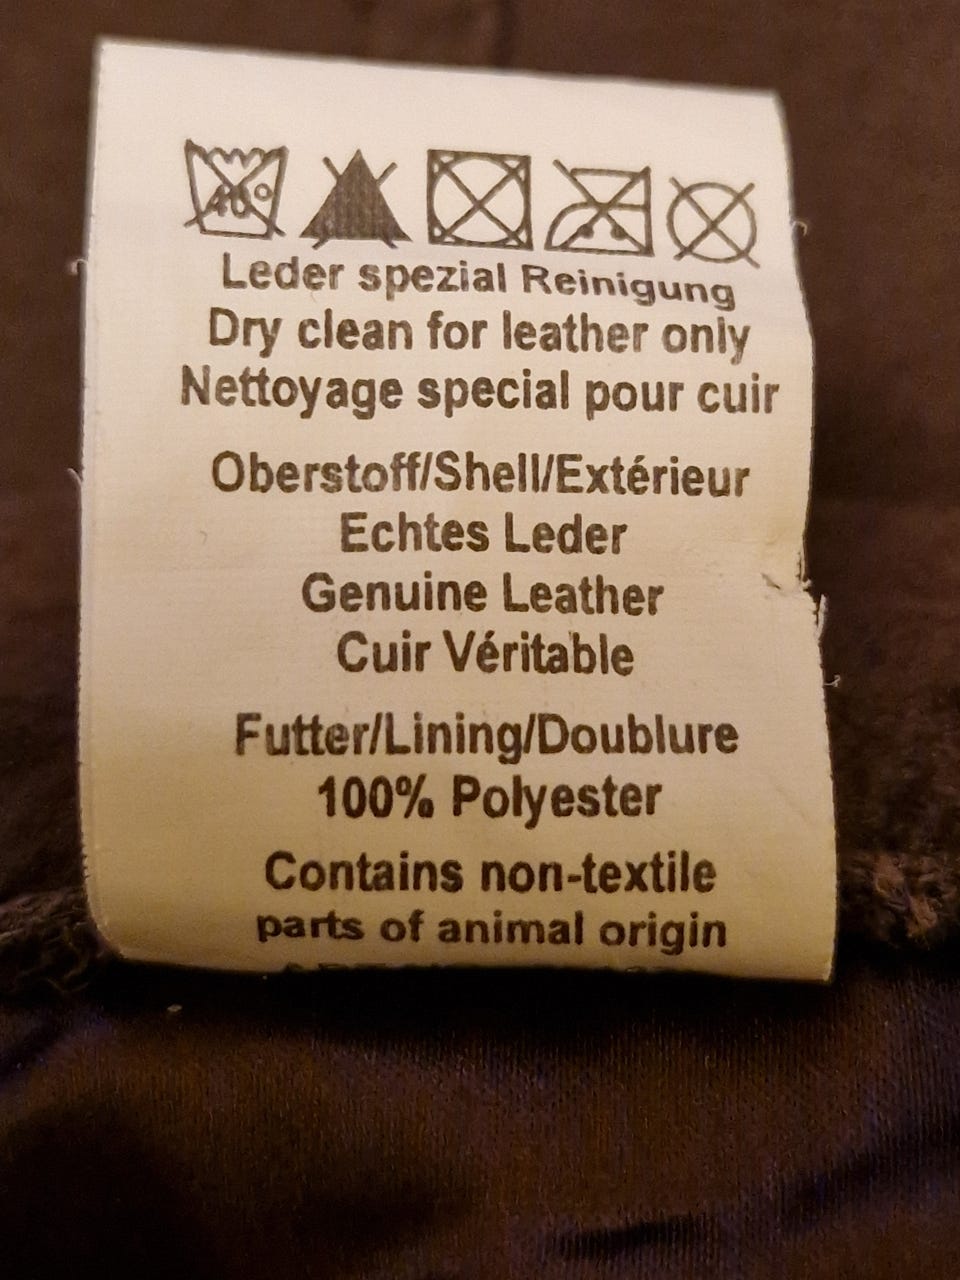 40°
Leder spezial Reinigung
Dry clean for leather only
Nettoyage special pour cuir
Oberstoff/Shell/Extérieur
Echtes Leder
Genuine Leather
Cuir Véritable
Futter/Lining/Doublure
100% Polyester
Contains non-textile
parts of animal origin